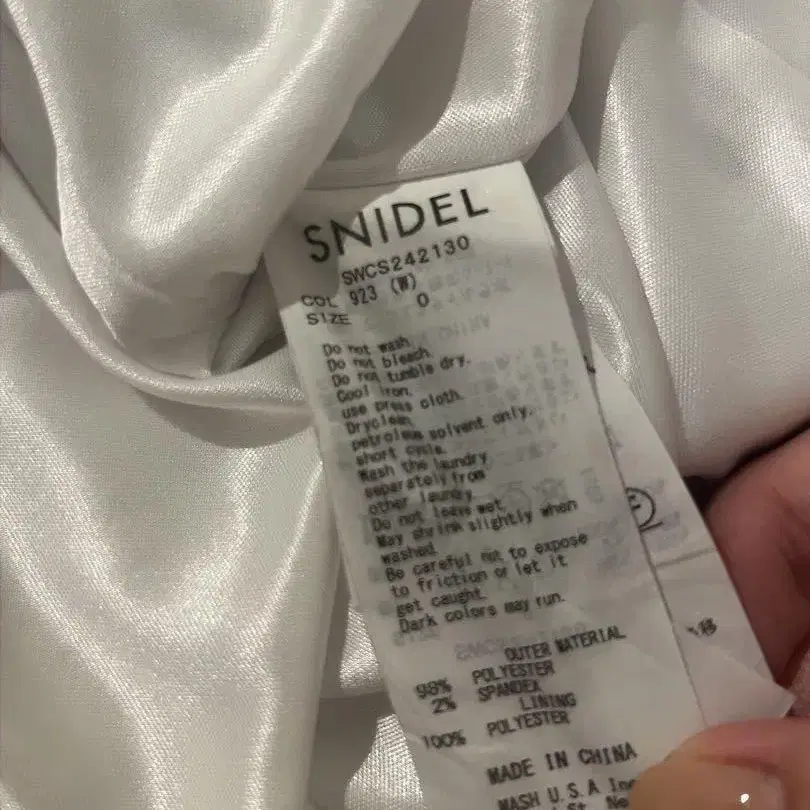 SNIDEL
SWCS242130
COL 923 (W)
SIZE 0
Do not wash.
Do not bleach.
Do not tumble dry.
Cool iron.
use press cloth.
Dryclean,
petroleum solvent only.
short cycle.
Wash the laundry
separately from
other laundry.
Do not leave wet.
May shrink slightly when
washed.
Be careful not to expose
to friction or let it
get caught.
Dark colors may run.
OUTER MATERIAL
98% POLYESTER
2% SPANDEX
LINING
100% POLYESTER
MADE IN CHINA
MASH U.S.A Inc
St.